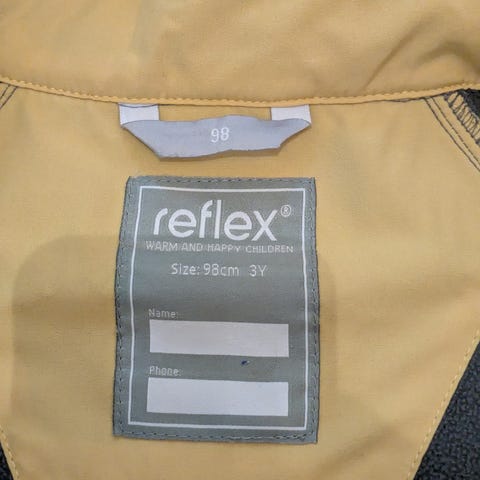 98
reflex®
WARM AND HAPPY CHILDREN
Size: 98cm 3Y
Name:
Phone: